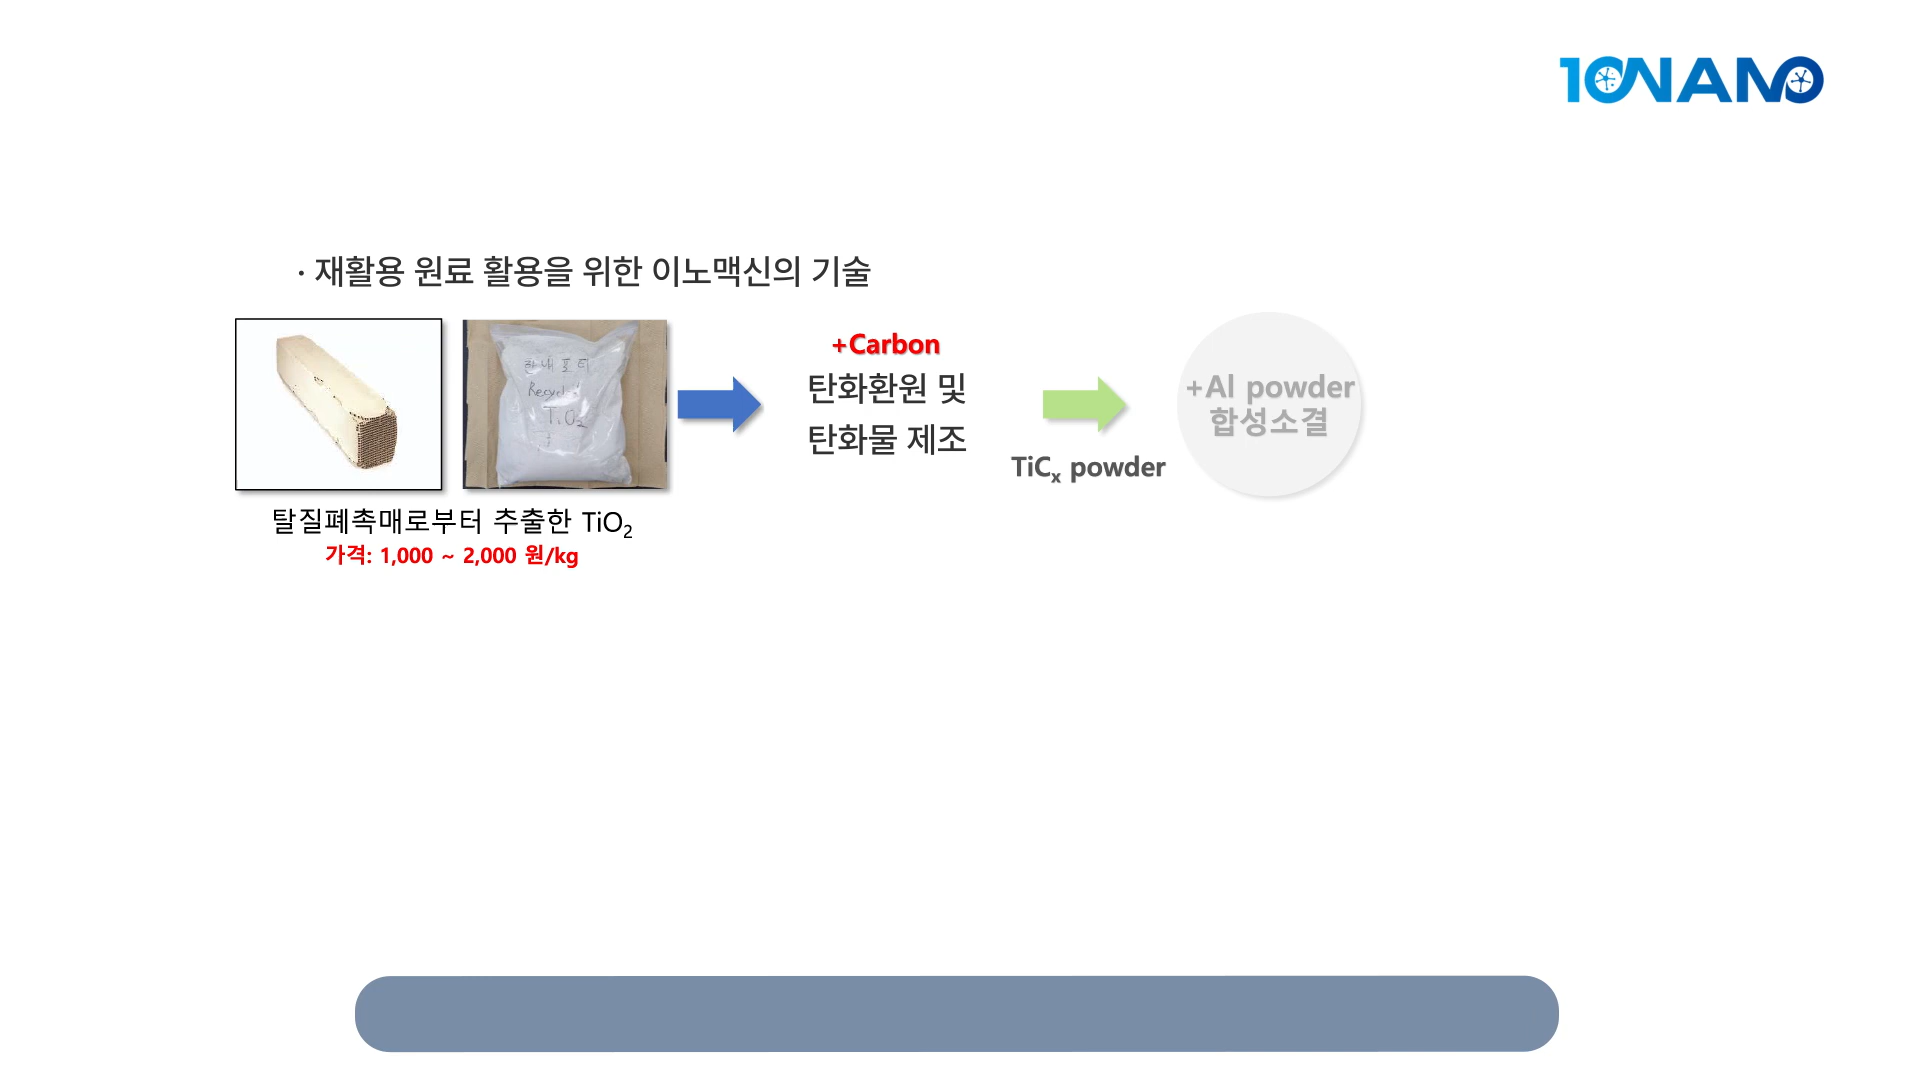 10NANO
· 재활용 원료 활용을 위한 이노맥신의 기술
Recycled
TiO2
+Carbon
탄화환원 및
탄화물 제조
TiCx powder
+Al powder
합성소결
탈질폐촉매로부터 추출한 TiO2
가격: 1,000 ~ 2,000 원/kg